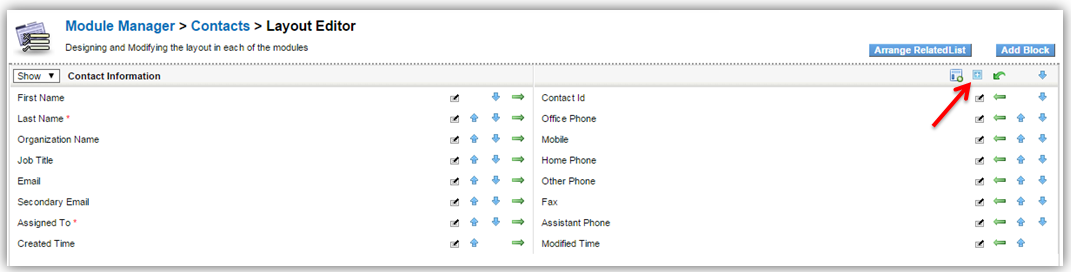 Module Manager > Contacts > Layout Editor
Designing and Modifying the layout in each of the modules
Arrange RelatedList Add Block
Show ▼ Contact Information
First Name Contact Id
Last Name * Office Phone
Organization Name Mobile
Job Title Home Phone
Email Other Phone
Secondary Email Fax
Assigned To * Assistant Phone
Created Time Modified Time